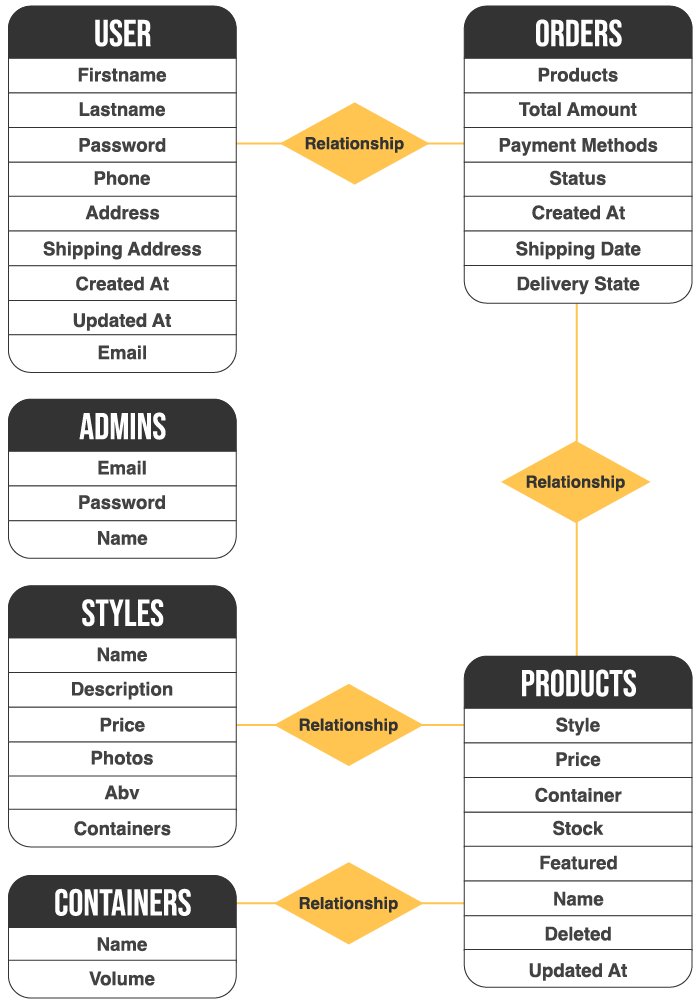 USER
Firstname
Lastname
Password
Phone
Address
Shipping Address
Created At
Updated At
Email
Relationship
ORDERS
Products
Total Amount
Payment Methods
Status
Created At
Shipping Date
Delivery State
ADMINS
Email
Password
Name
Relationship
STYLES
Name
Description
Price
Photos
Abv
Containers
Relationship
PRODUCTS
Style
Price
Container
Stock
Featured
Name
Deleted
Updated At
CONTAINERS
Name
Volume
Relationship